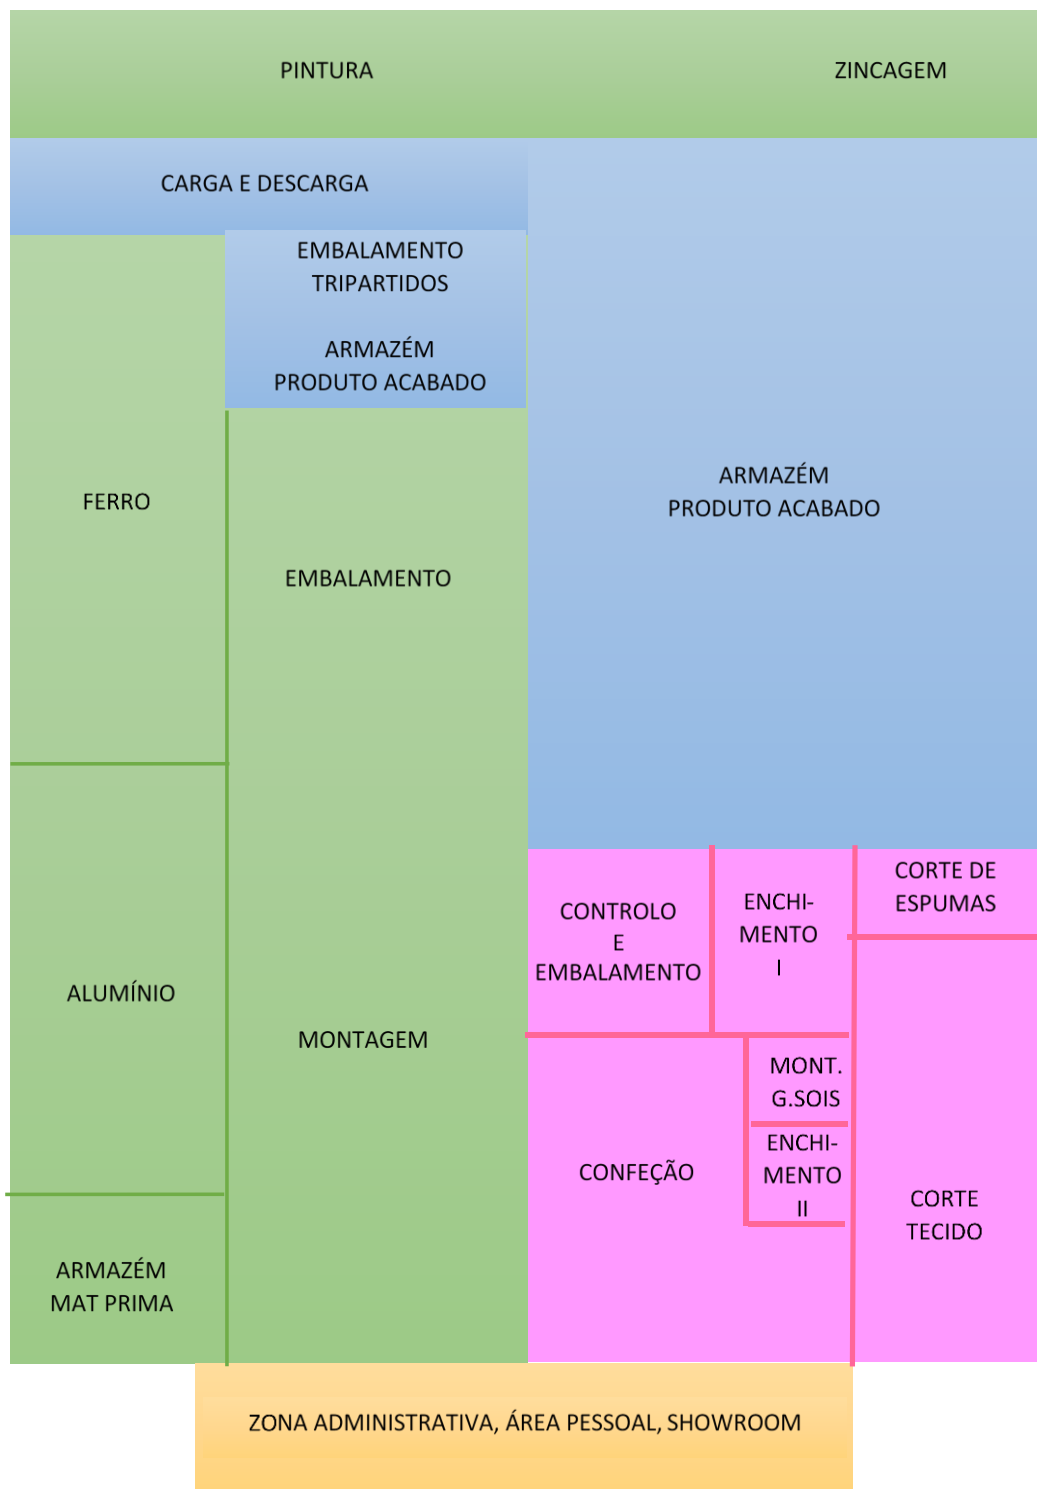 PINTURA
ZINCAGEM
CARGA E DESCARGA
EMBALAMENTO
TRIPARTIDOS
ARMAZÉM
PRODUTO ACABADO
FERRO
EMBALAMENTO
ARMAZÉM
PRODUTO ACABADO
ALUMÍNIO
MONTAGEM
ARMAZÉM
MAT PRIMA
CONTROLO
E
EMBALAMENTO
ENCHI-
MENTO
I
CORTE DE
ESPUMAS
MONT.
G.SOIS
ENCHI-
MENTO
II
CONFEÇÃO
CORTE
TECIDO
ZONA ADMINISTRATIVA, ÁREA PESSOAL, SHOWROOM